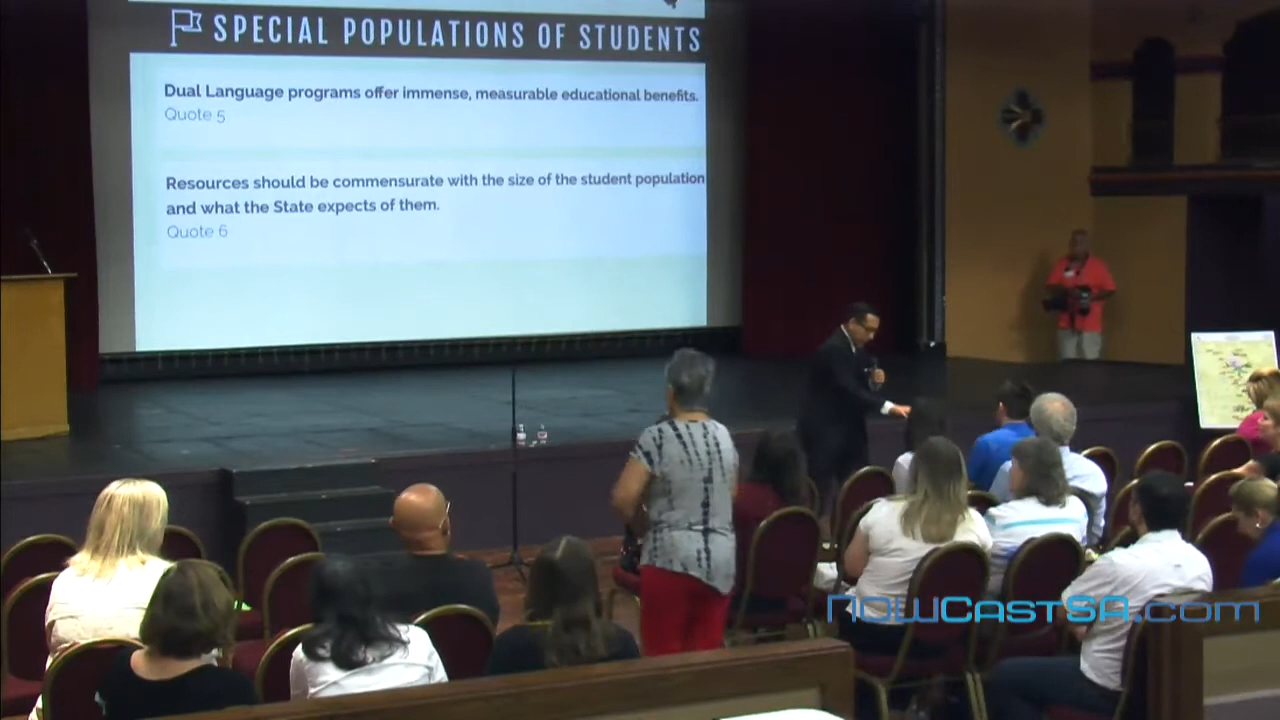 SPECIAL POPULATIONS OF STUDENTS
Dual Language programs offer immense, measurable educational benefits.
Quote 5
Resources should be commensurate with the size of the student population
and what the State expects of them.
Quote 6
NOWCastSA.com